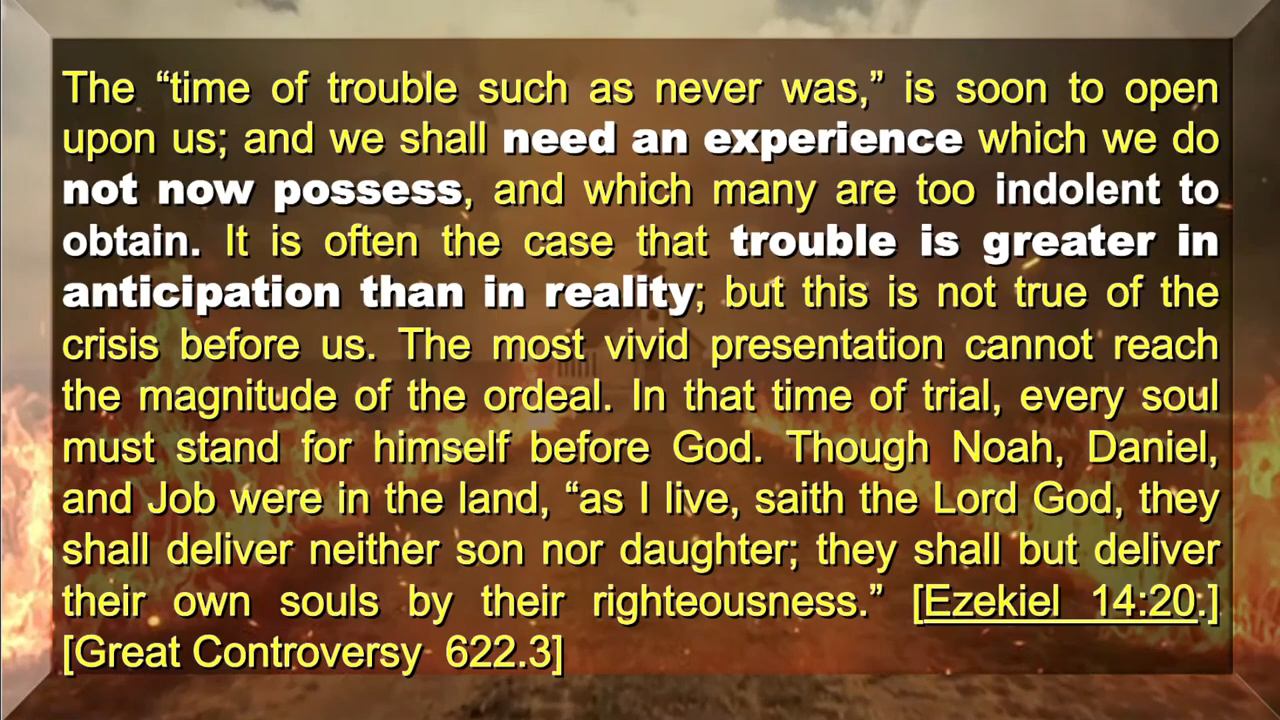 The “time of trouble such as never was,” is soon to open
upon us; and we shall need an experience which we do
not now possess, and which many are too indolent to
obtain. It is often the case that trouble is greater in
anticipation than in reality; but this is not true of the
crisis before us. The most vivid presentation cannot reach
the magnitude of the ordeal. In that time of trial, every soul
must stand for himself before God. Though Noah, Daniel,
and Job were in the land, “as I live, saith the Lord God, they
shall deliver neither son nor daughter; they shall but deliver
their own souls by their righteousness.” [Ezekiel 14:20.]
[Great Controversy 622.3]